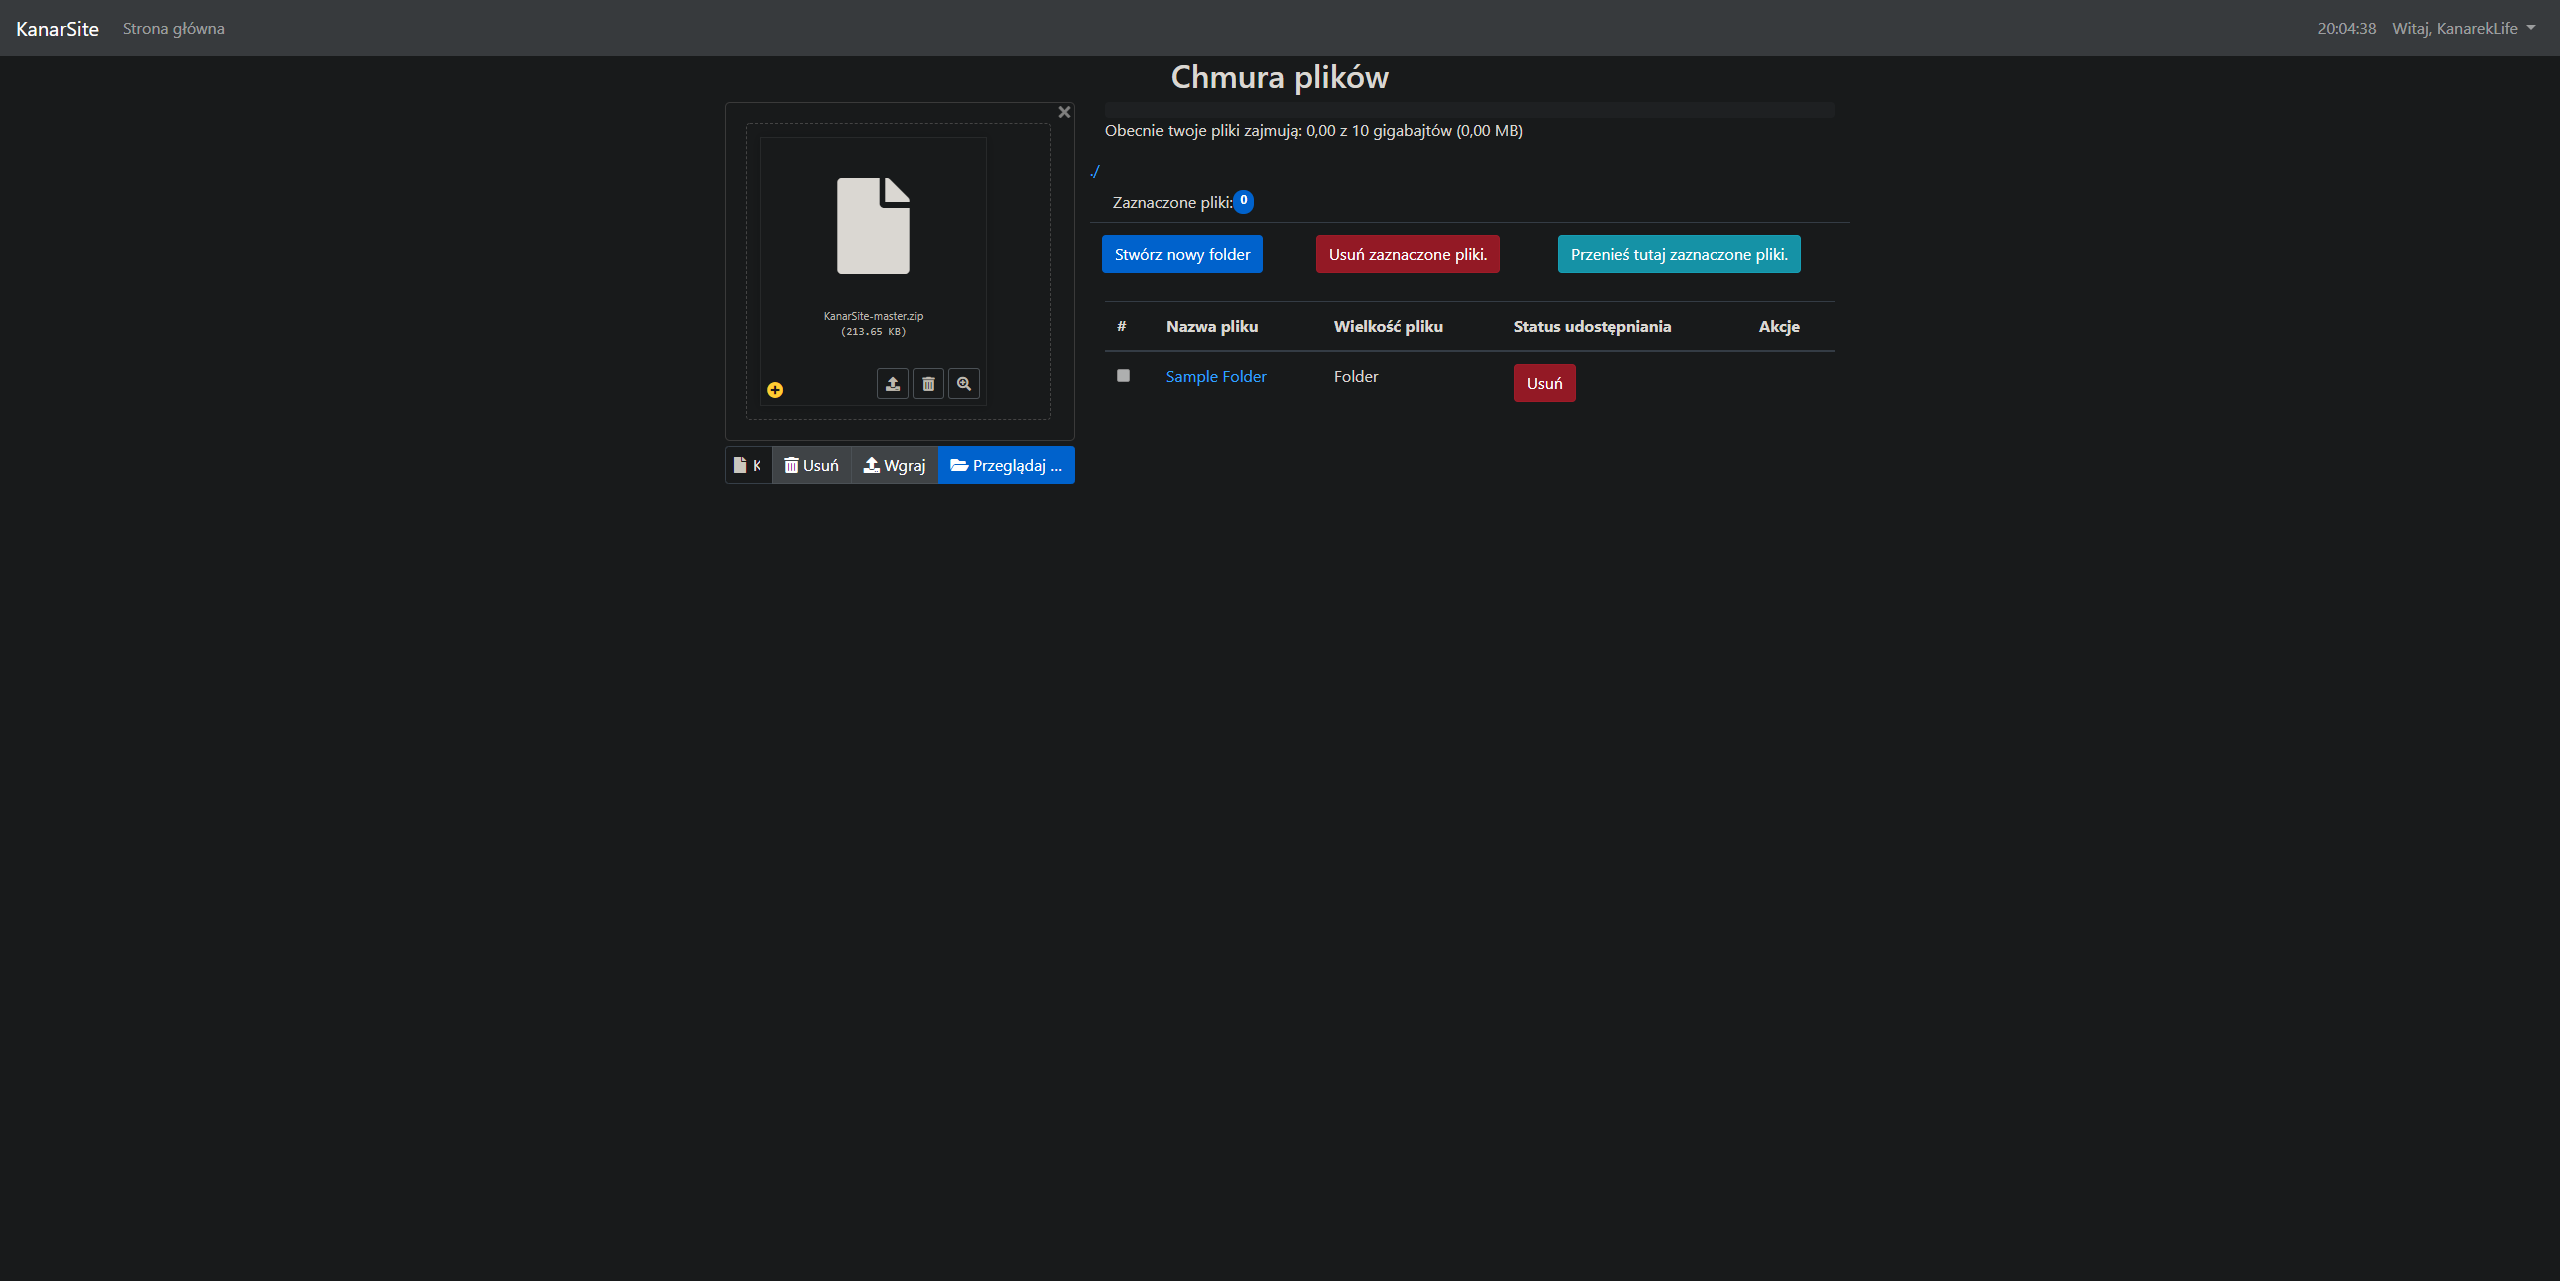 KanarSite Strona główna 20:04:38 Witaj, KanarekLife
Chmura plików
KanarSite-master.zip
(213.65 KB)
K Usuń Wgraj Przeglądaj ...
Obecnie twoje pliki zajmują: 0,00 z 10 gigabajtów (0,00 MB)
./
Zaznaczone pliki: 0
Stwórz nowy folder Usuń zaznaczone pliki. Przenieś tutaj zaznaczone pliki.
# Nazwa pliku Wielkość pliku Status udostępniania Akcje
Sample Folder Folder Usuń